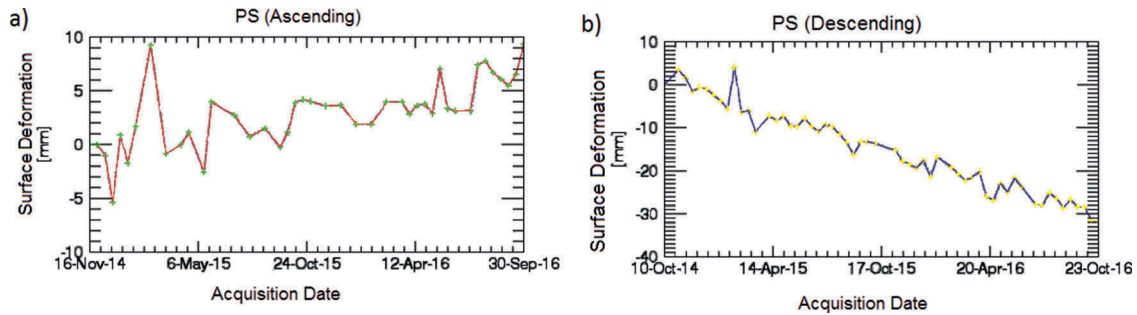 a)
PS (Ascending)
Surface Deformation
[mm]
10
5
0
-5
-10
16-Nov-14 6-May-15 24-Oct-15 12-Apr-16 30-Sep-16
Acquisition Date
b)
PS (Descending)
Surface Deformation
[mm]
10
0
-10
-20
-30
-40
10-Oct-14 14-Apr-15 17-Oct-15 20-Apr-16 23-Oct-16
Acquisition Date